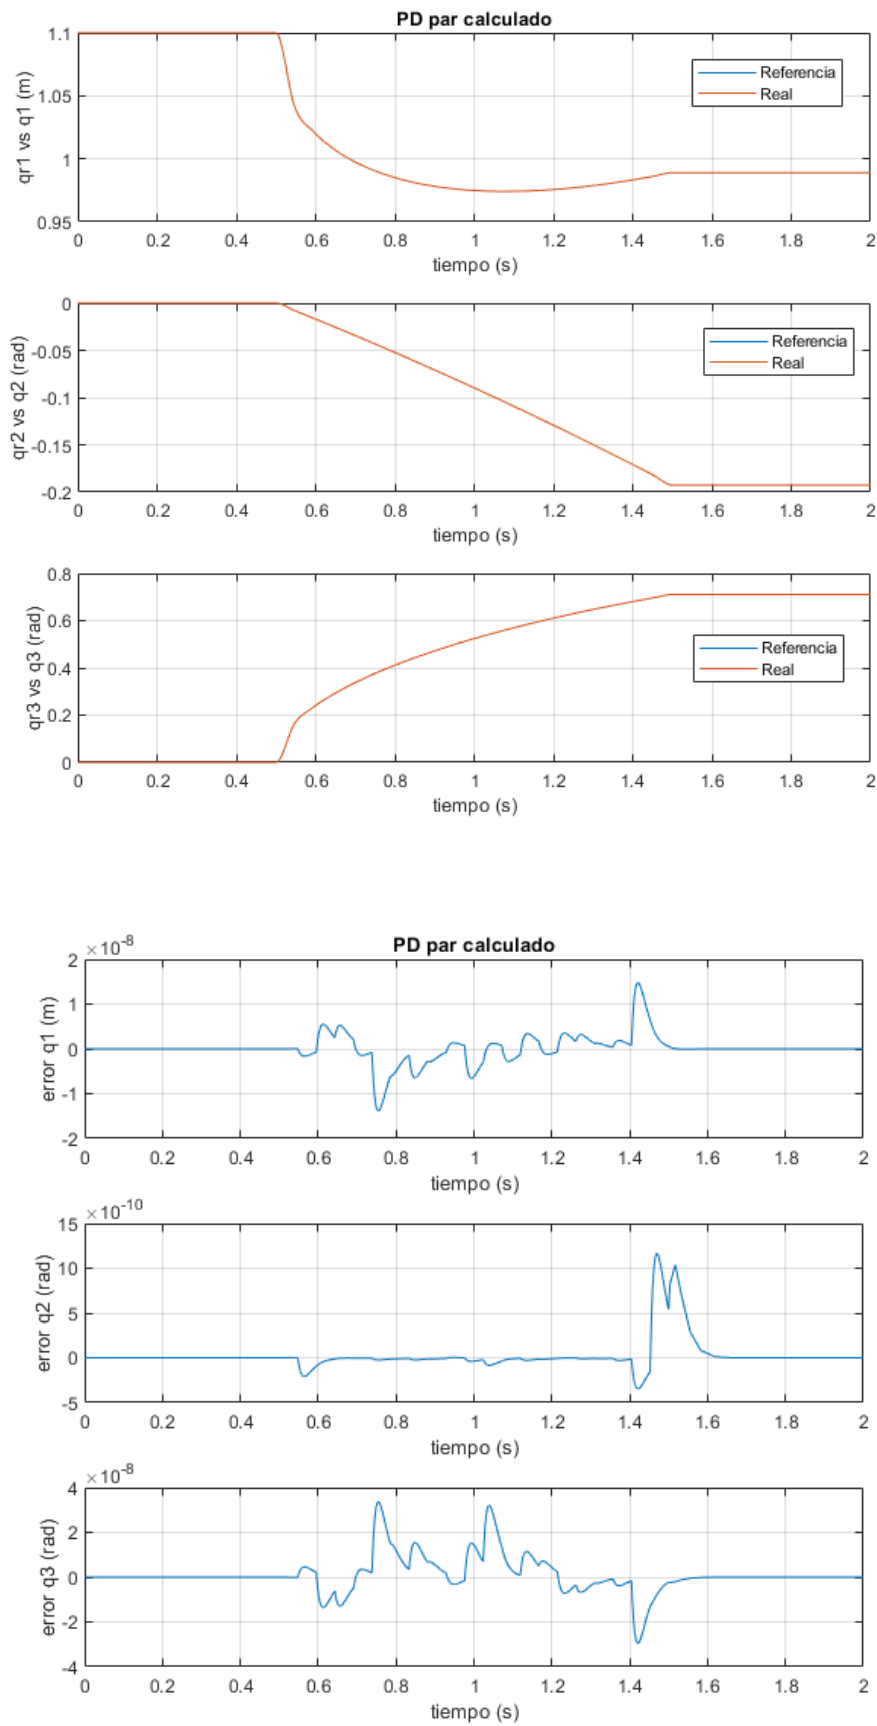 PD par calculado
qr1 vs q1 (m)
1.1
1.05
1
0.95
Referencia
Real
0 0.2 0.4 0.6 0.8 1 1.2 1.4 1.6 1.8 2
tiempo (s)
qr2 vs q2 (rad)
0
-0.05
-0.1
-0.15
-0.2
Referencia
Real
0 0.2 0.4 0.6 0.8 1 1.2 1.4 1.6 1.8 2
tiempo (s)
qr3 vs q3 (rad)
0.8
0.6
0.4
0.2
0
Referencia
Real
0 0.2 0.4 0.6 0.8 1 1.2 1.4 1.6 1.8 2
tiempo (s)
PD par calculado
×10-8
error q1 (m)
2
1
0
-1
-2
0 0.2 0.4 0.6 0.8 1 1.2 1.4 1.6 1.8 2
tiempo (s)
×10-10
error q2 (rad)
15
10
5
0
-5
0 0.2 0.4 0.6 0.8 1 1.2 1.4 1.6 1.8 2
tiempo (s)
×10-8
error q3 (rad)
4
2
0
-2
-4
0 0.2 0.4 0.6 0.8 1 1.2 1.4 1.6 1.8 2
tiempo (s)